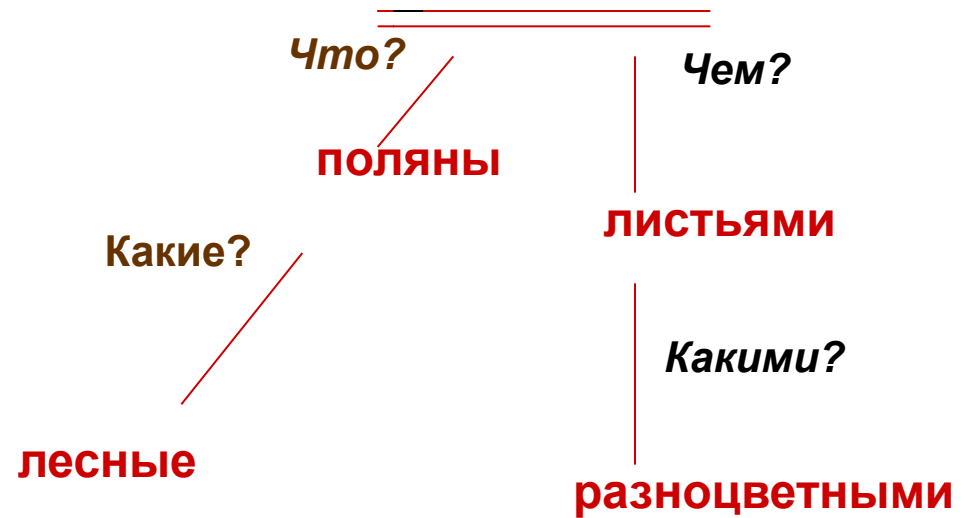 Что?
Чем?
поляны
листьями
Какие?
Какими?
лесные
разноцветными